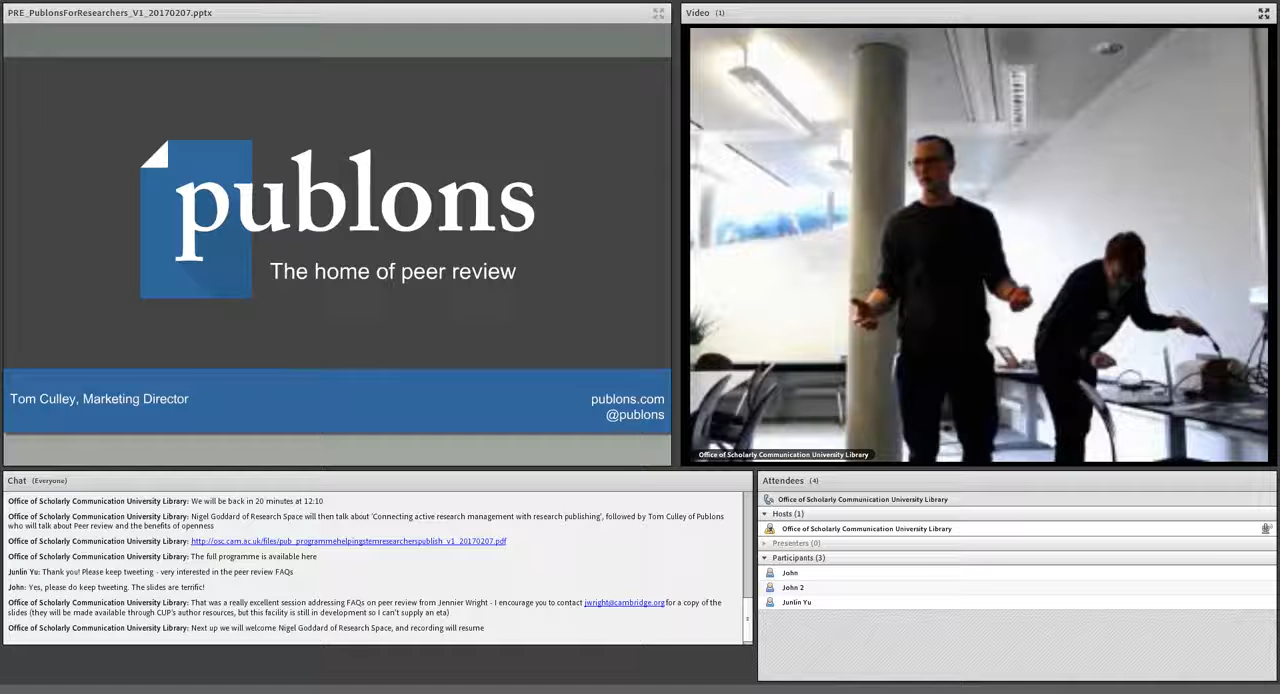 PRE_PublonsForResearchers_V1_20170207.pptx
publons
The home of peer review
Tom Culley, Marketing Director
publons.com
@publons
Video (1)
Office of Scholarly Communication University Library
Chat (Everyone)
Office of Scholarly Communication University Library: We will be back in 20 minutes at 12:10
Office of Scholarly Communication University Library: Nigel Goddard of Research Space will then talk about 'Connecting active research management with research publishing', followed by Tom Culley of Publons
who will talk about Peer review and the benefits of openness
Office of Scholarly Communication University Library: http://osc.cam.ac.uk/files/pub_programmehelpingstemresearcherspublish_v1_20170207.pdf
Office of Scholarly Communication University Library: The full programme is available here
Junlin Yu: Thank you! Please keep tweeting - very interested in the peer review FAQs
John: Yes, please do keep tweeting. The slides are terrific!
Office of Scholarly Communication University Library: That was a really excellent session addressing FAQs on peer review from Jennier Wright - I encourage you to contact jwright@cambridge.org for a copy of the
slides (they will be made available through CUP's author resources, but this facility is still in development so I can't supply an eta)
Office of Scholarly Communication University Library: Next up we will welcome Nigel Goddard of Research Space, and recording will resume
Attendees (4)
Office of Scholarly Communication University Library
Hosts (1)
Office of Scholarly Communication University Library
Presenters (0)
Participants (3)
John
John 2
Junlin Yu